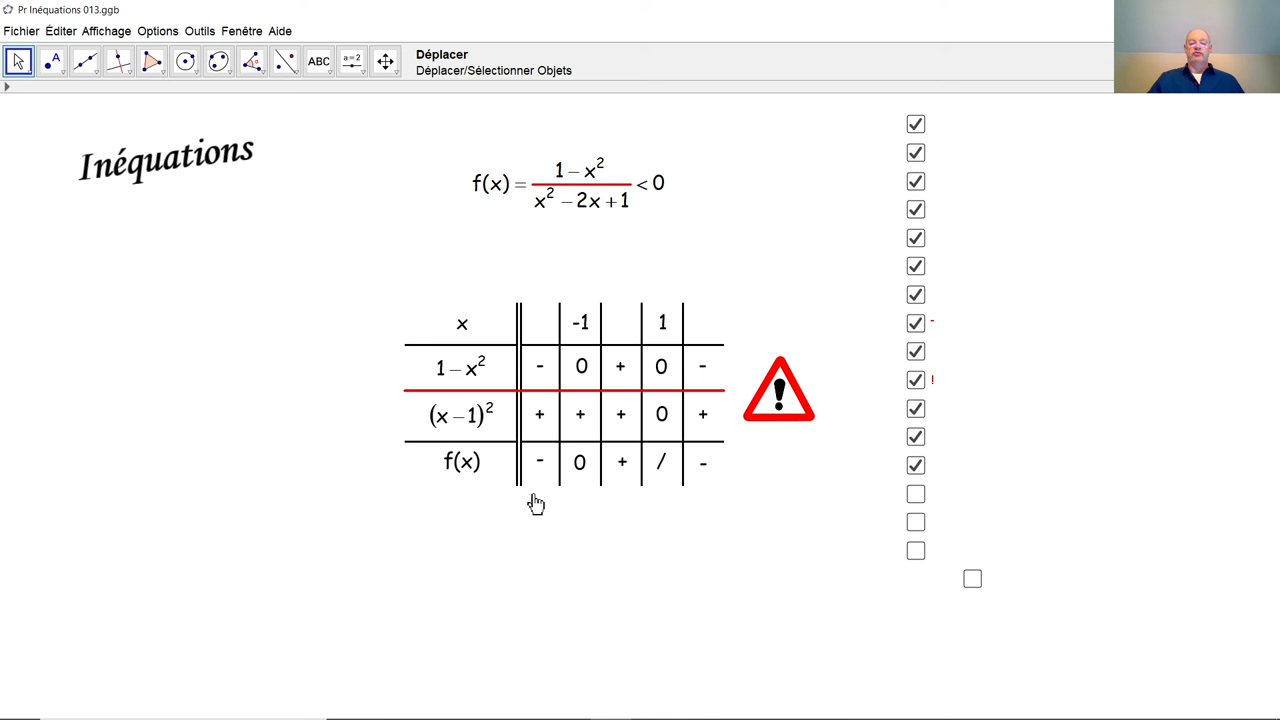 Pr Inéquations 013.ggb
Fichier Éditer Affichage Options Outils Fenêtre Aide
A ABC a=2 Déplacer
Déplacer/Sélectionner Objets
Inéquations
f(x) = (1 − x²)/(x² − 2x + 1) < 0
x -1 1
1 − x² - 0 + 0 -
(x − 1)² + + + 0 +
f(x) - 0 + / -
!
-
!